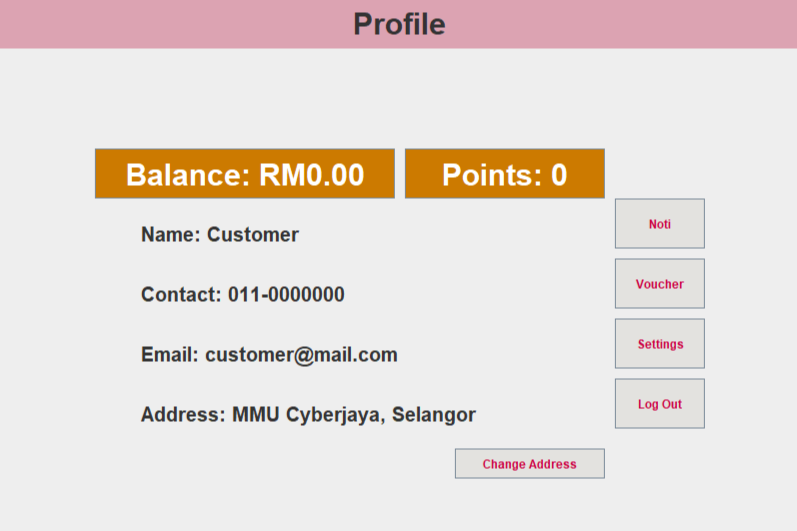 Profile
Balance: RM0.00
Points: 0
Name: Customer
Noti
Contact: 011-0000000
Voucher
Email: customer@mail.com
Settings
Address: MMU Cyberjaya, Selangor
Log Out
Change Address